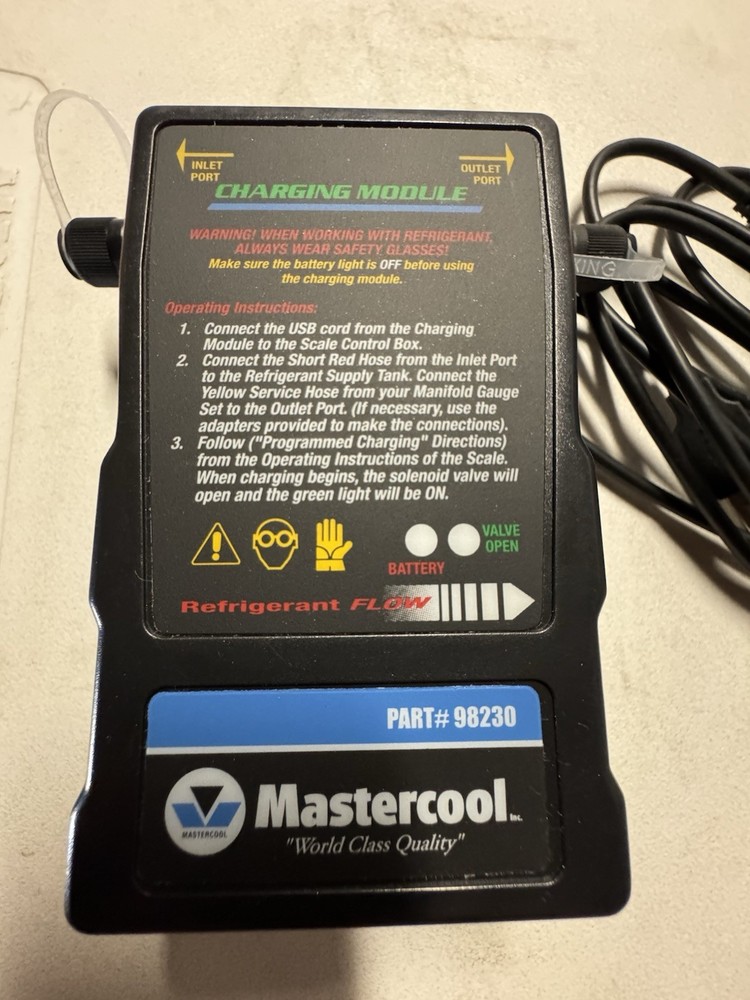 INLET
PORT
OUTLET
PORT
CHARGING MODULE
WARNING! WHEN WORKING WITH REFRIGERANT,
ALWAYS WEAR SAFETY GLASSES!
Make sure the battery light is OFF before using
the charging module.
Operating Instructions:
1. Connect the USB cord from the Charging
Module to the Scale Control Box.
2. Connect the Short Red Hose from the Inlet Port
to the Refrigerant Supply Tank. Connect the
Yellow Service Hose from your Manifold Gauge
Set to the Outlet Port. (If necessary, use the
adapters provided to make the connections).
3. Follow ("Programmed Charging" Directions)
from the Operating Instructions of the Scale.
When charging begins, the solenoid valve will
open and the green light will be ON.
VALVE
OPEN
BATTERY
Refrigerant FLOW
PART# 98230
MASTERCOOL
Mastercool Inc.
"World Class Quality"